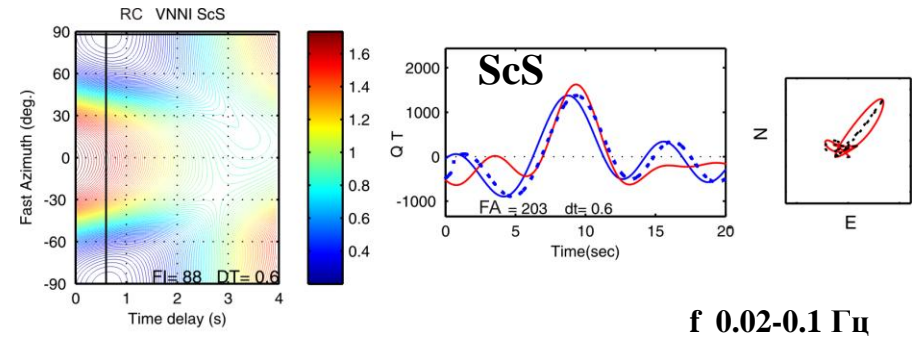 RC VNNI ScS
90
60
30
0
-30
-60
-90
Fast Azimuth (deg.)
FI= 88 DT= 0.6
0 1 2 3 4
Time delay (s)
1.6
1.4
1.2
1
0.8
0.6
0.4
ScS
2000
1000
0
-1000
Q T
FA = 203 dt= 0.6
0 5 10 15 20
Time(sec)
N
E
f 0.02-0.1 Гц